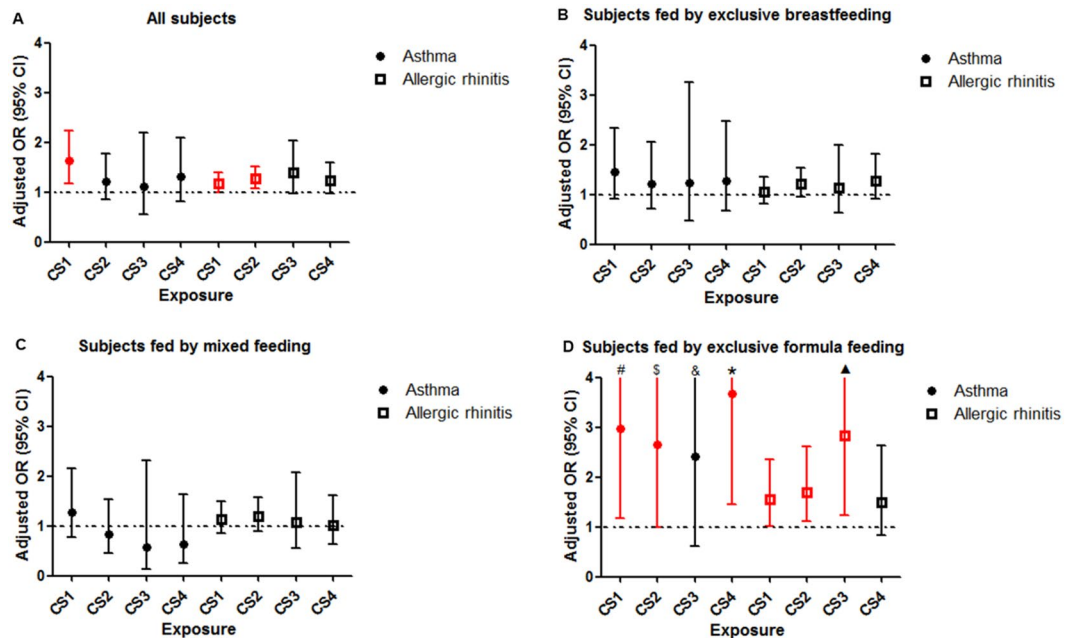 A
All subjects
Adjusted OR (95% CI)
4
3
2
1
0
CS1 CS2 CS3 CS4 CS1 CS2 CS3 CS4
Exposure
Asthma
Allergic rhinitis
B Subjects fed by exclusive breastfeeding
Adjusted OR (95% CI)
4
3
2
1
0
CS1 CS2 CS3 CS4 CS1 CS2 CS3 CS4
Exposure
Asthma
Allergic rhinitis
C Subjects fed by mixed feeding
Adjusted OR (95% CI)
4
3
2
1
0
CS1 CS2 CS3 CS4 CS1 CS2 CS3 CS4
Exposure
Asthma
Allergic rhinitis
D Subjects fed by exclusive formula feeding
# $ & * ▲
Adjusted OR (95% CI)
4
3
2
1
0
CS1 CS2 CS3 CS4 CS1 CS2 CS3 CS4
Exposure
Asthma
Allergic rhinitis